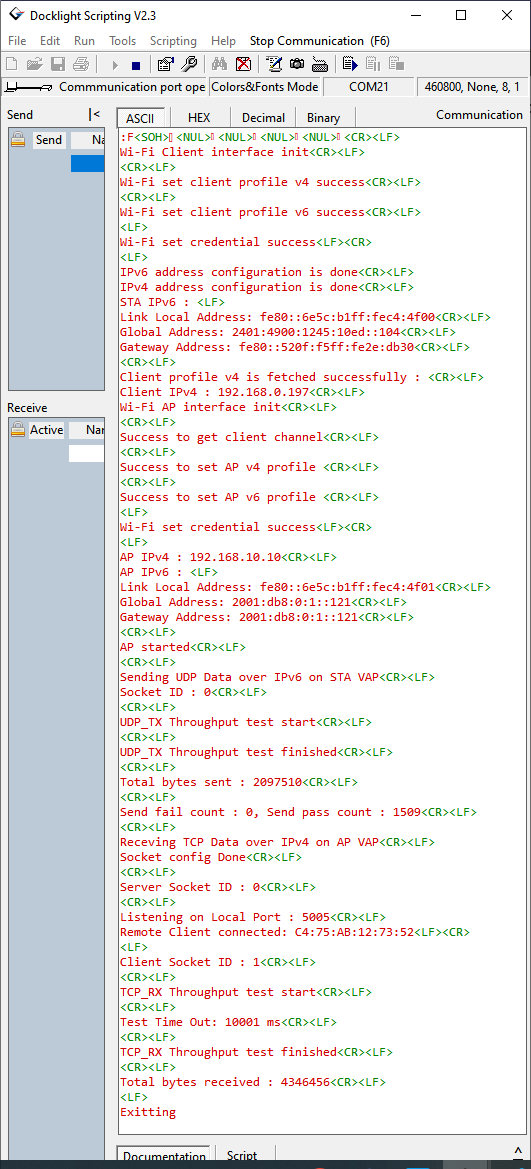 Docklight Scripting V2.3
File Edit Run Tools Scripting Help Stop Communication (F6)
Commmunication port ope Colors&Fonts Mode COM21 460800, None, 8, 1
Send |<
Send Na
ASCII HEX Decimal Binary Communication
:F<SOH>▯<NUL>▯<NUL>▯<NUL>▯<NUL>▯<CR><LF>
Wi-Fi Client interface init<CR><LF>
<CR><LF>
Wi-Fi set client profile v4 success<CR><LF>
<CR><LF>
Wi-Fi set client profile v6 success<CR><LF>
<LF>
Wi-Fi set credential success<LF><CR>
<LF>
IPv6 address configuration is done<CR><LF>
IPv4 address configuration is done<CR><LF>
STA IPv6 : <LF>
Link Local Address: fe80::6e5c:b1ff:fec4:4f00<CR><LF>
Global Address: 2401:4900:1245:10ed::104<CR><LF>
Gateway Address: fe80::520f:f5ff:fe2e:db30<CR><LF>
<CR><LF>
Client profile v4 is fetched successfully : <CR><LF>
Client IPv4 : 192.168.0.197<CR><LF>
Wi-Fi AP interface init<CR><LF>
<CR><LF>
Success to get client channel<CR><LF>
<CR><LF>
Success to set AP v4 profile <CR><LF>
<CR><LF>
Success to set AP v6 profile <CR><LF>
<LF>
Wi-Fi set credential success<LF><CR>
<LF>
AP IPv4 : 192.168.10.10<CR><LF>
AP IPv6 : <LF>
Link Local Address: fe80::6e5c:b1ff:fec4:4f01<CR><LF>
Global Address: 2001:db8:0:1::121<CR><LF>
Gateway Address: 2001:db8:0:1::121<CR><LF>
<CR><LF>
AP started<CR><LF>
<CR><LF>
Sending UDP Data over IPv6 on STA VAP<CR><LF>
Socket ID : 0<CR><LF>
<CR><LF>
UDP_TX Throughput test start<CR><LF>
<CR><LF>
UDP_TX Throughput test finished<CR><LF>
<CR><LF>
Total bytes sent : 2097510<CR><LF>
<CR><LF>
Send fail count : 0, Send pass count : 1509<CR><LF>
<CR><LF>
Receving TCP Data over IPv4 on AP VAP<CR><LF>
Socket config Done<CR><LF>
<CR><LF>
Server Socket ID : 0<CR><LF>
<CR><LF>
Listening on Local Port : 5005<CR><LF>
Remote Client connected: C4:75:AB:12:73:52<LF><CR>
<LF>
Client Socket ID : 1<CR><LF>
<CR><LF>
TCP_RX Throughput test start<CR><LF>
<CR><LF>
Test Time Out: 10001 ms<CR><LF>
<CR><LF>
TCP_RX Throughput test finished<CR><LF>
<CR><LF>
Total bytes received : 4346456<CR><LF>
<LF>
Exitting
Receive
Active Nar
Documentation Script